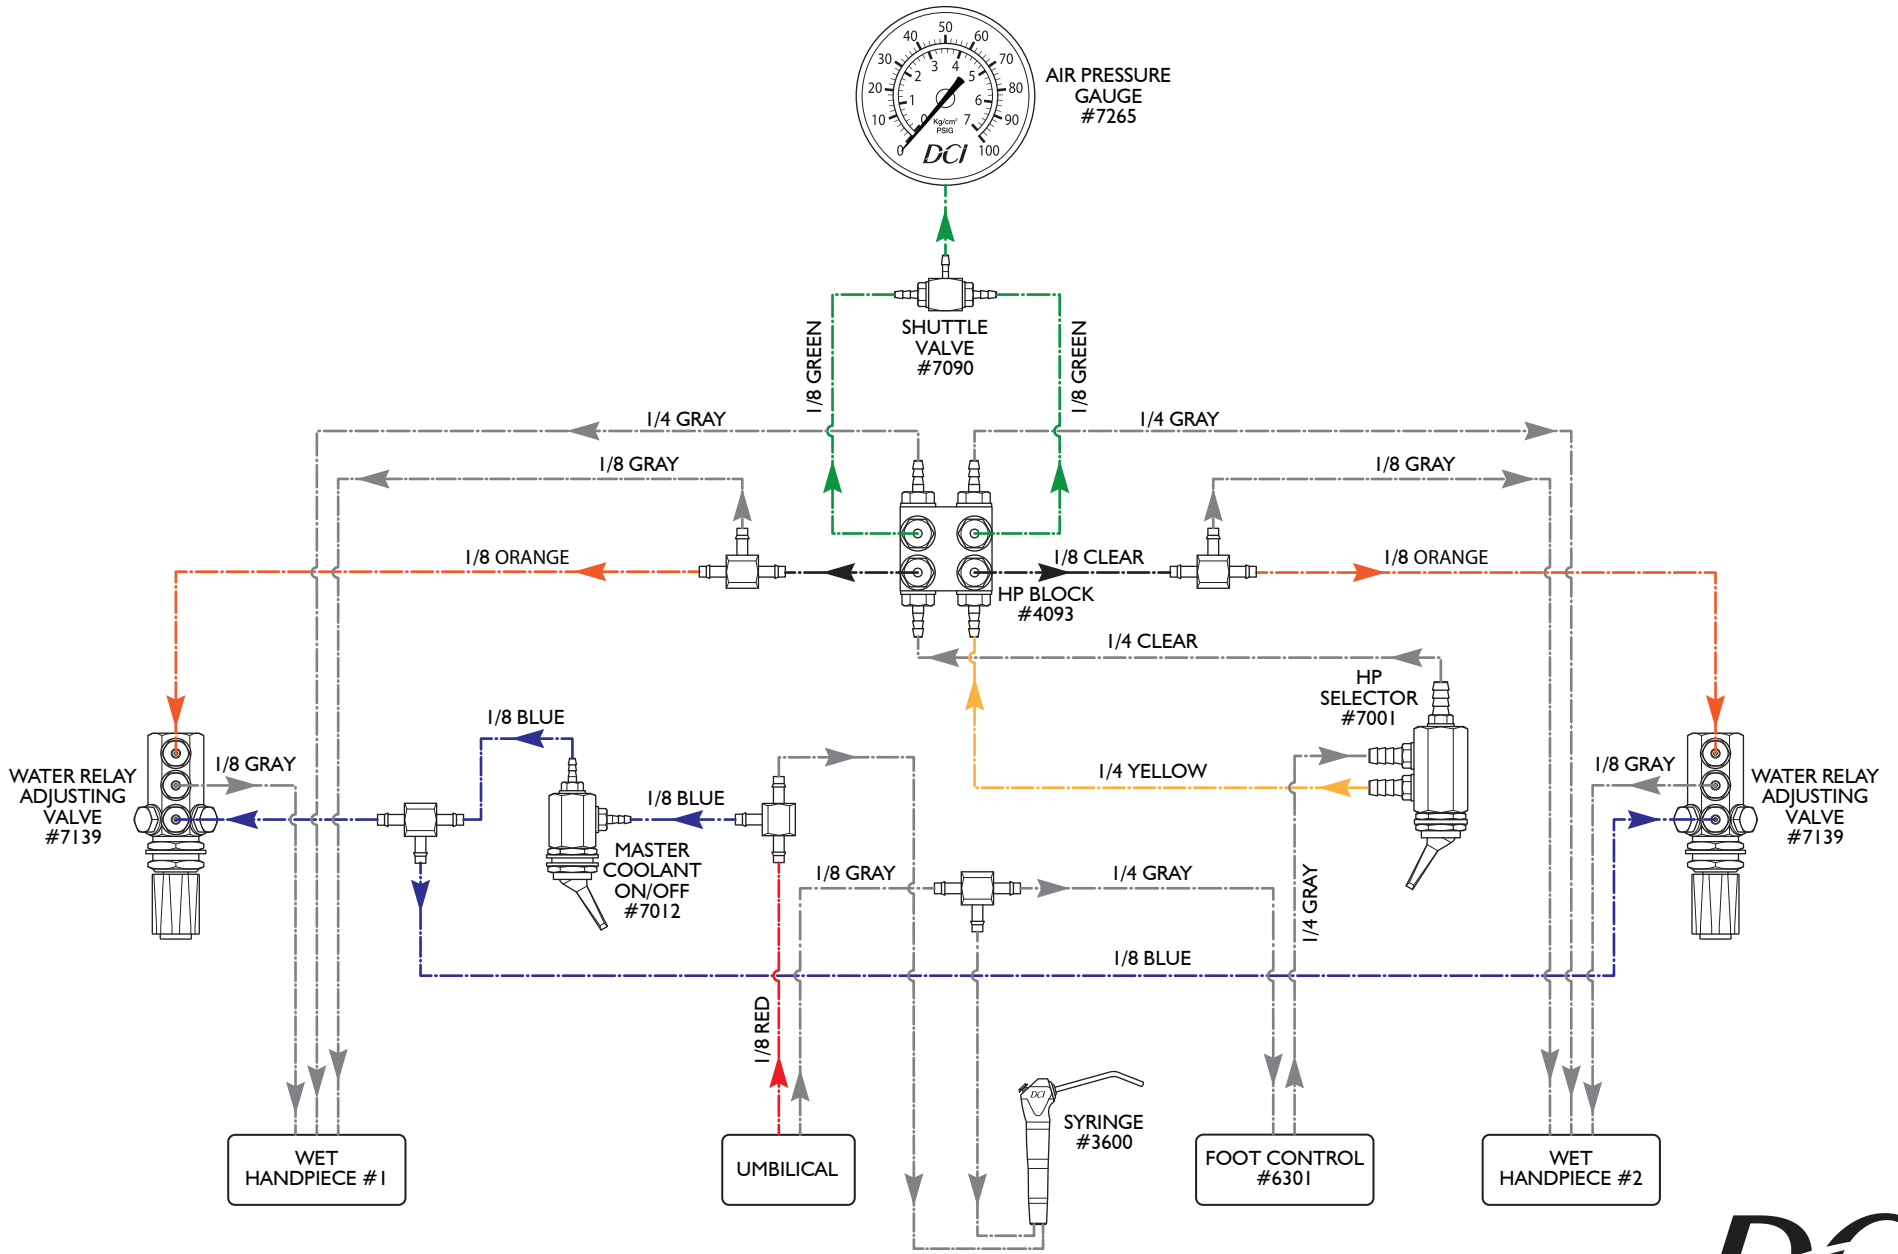 50
40
60
30
70
20
80
10
90
0
100
3
4
2
5
1
6
0
7
Kg/cm²
PSIG
DCI
AIR PRESSURE
GAUGE
#7265
SHUTTLE
VALVE
#7090
1/8 GREEN
1/8 GREEN
1/4 GRAY
1/4 GRAY
1/8 GRAY
1/8 GRAY
1/8 ORANGE
1/8 CLEAR
1/8 ORANGE
HP BLOCK
#4093
1/4 CLEAR
HP
SELECTOR
#7001
1/8 BLUE
1/8 GRAY
WATER RELAY
ADJUSTING
VALVE
#7139
1/8 BLUE
1/4 YELLOW
1/8 GRAY
WATER RELAY
ADJUSTING
VALVE
#7139
MASTER
COOLANT
ON/OFF
#7012
1/8 GRAY
1/4 GRAY
1/4 GRAY
1/8 BLUE
1/8 RED
DCI
SYRINGE
#3600
WET
HANDPIECE #1
UMBILICAL
FOOT CONTROL
#6301
WET
HANDPIECE #2